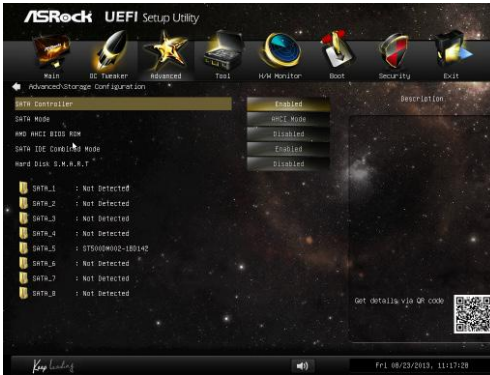 ASRock UEFI Setup Utility
Main OC Tweaker Advanced Tool H/W Monitor Boot Security Exit
Advanced\Storage Configuration
Description
SATA Controller Enabled
SATA Mode AHCI Mode
AMD AHCI BIOS ROM Disabled
SATA IDE Combined Mode Enabled
Hard Disk S.M.A.R.T Disabled
SATA_1 : Not Detected
SATA_2 : Not Detected
SATA_3 : Not Detected
SATA_4 : Not Detected
SATA_5 : ST500DM002-1BD142
SATA_6 : Not Detected
SATA_7 : Not Detected
SATA_8 : Not Detected
Get details via QR code
Keep Leading
Fri 08/23/2013, 11:17:28